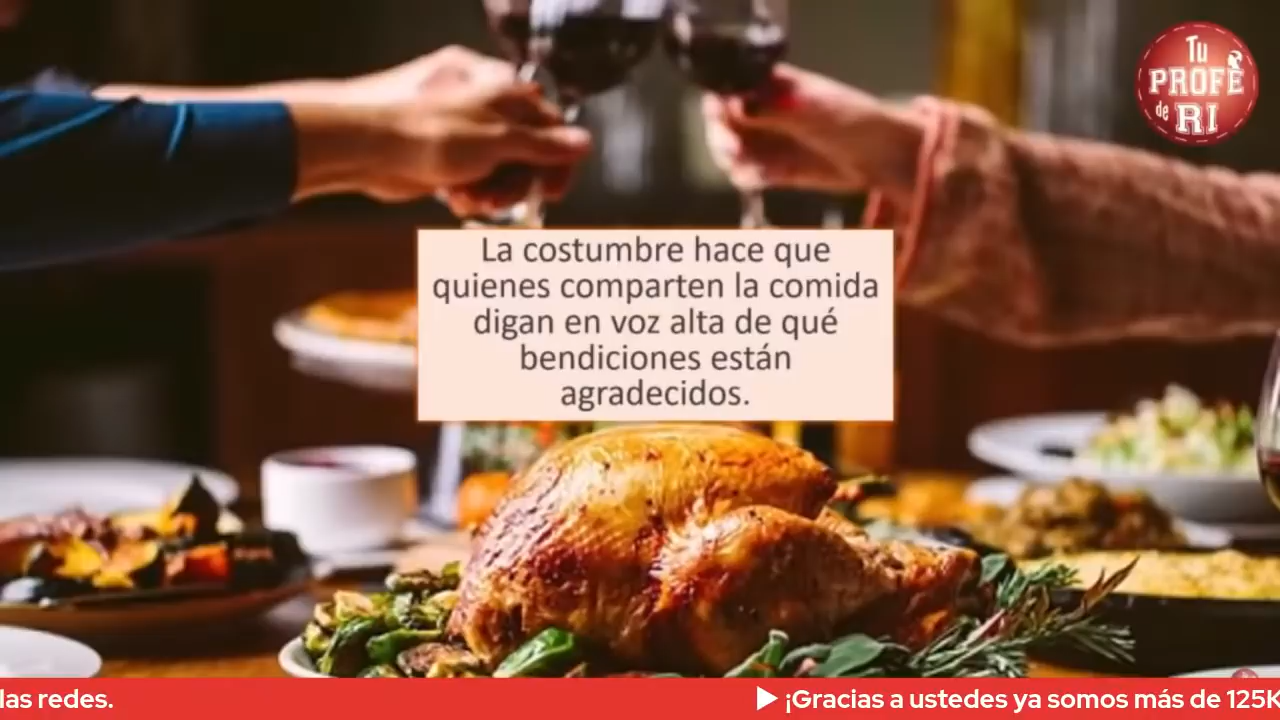 Tu
PROFE
de RI
La costumbre hace que
quienes comparten la comida
digan en voz alta de qué
bendiciones están
agradecidos.
las redes.
¡Gracias a ustedes ya somos más de 125K